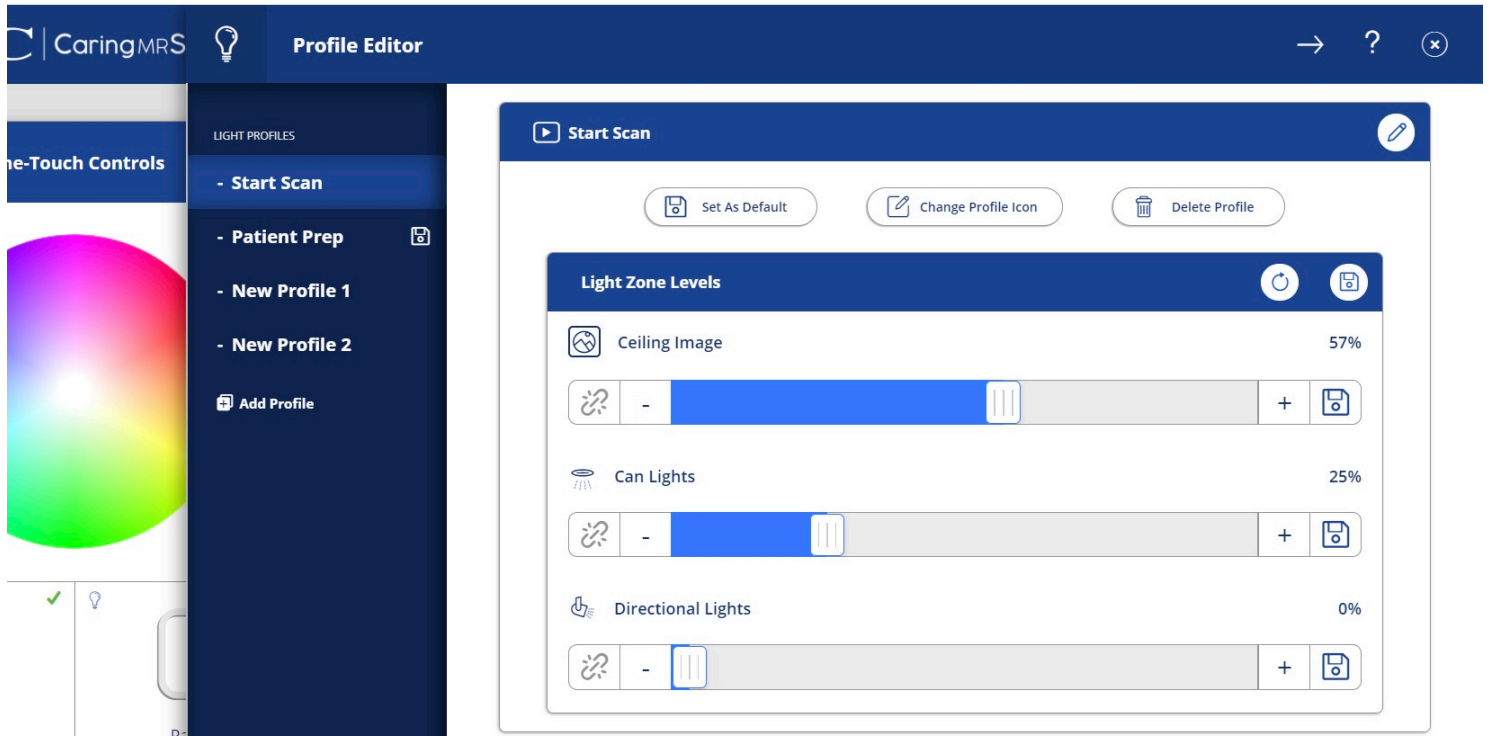 C | CaringMRS
Profile Editor
?
ne-Touch Controls
LIGHT PROFILES
- Start Scan
- Patient Prep
- New Profile 1
- New Profile 2
Add Profile
Start Scan
Set As Default
Change Profile Icon
Delete Profile
Light Zone Levels
Ceiling Image 57%
- +
Can Lights 25%
- +
Directional Lights 0%
- +